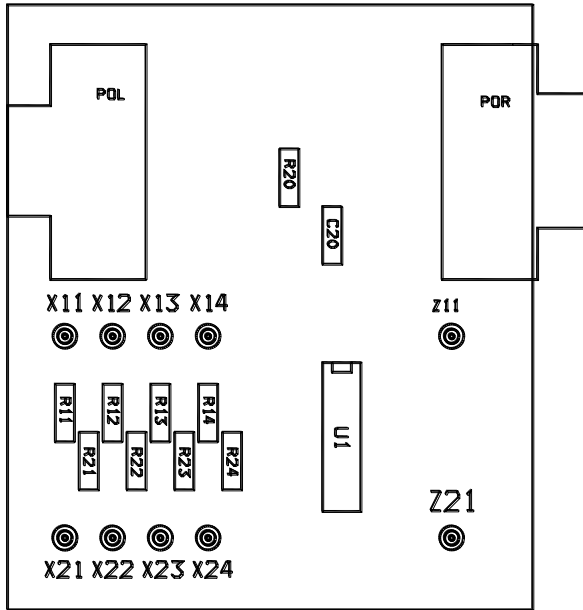 POL
POR
R20
C20
X11 X12 X13 X14
Z11
R11 R12 R13 R14
R21 R22 R23 R24
U1
Z21
X21 X22 X23 X24